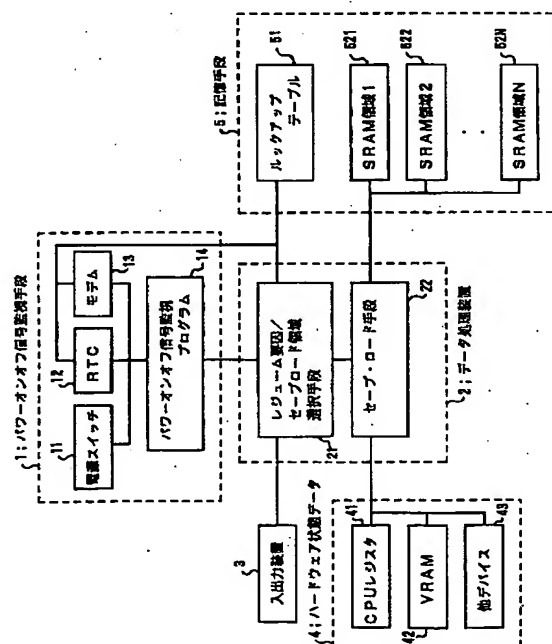 1;パワーオンオフ信号監視手段
11
電源スイッチ
12
RTC
13
モデム
14
パワーオンオフ信号監視
プログラム
3
入出力装置
21
レジューム要因/
セーブロード領域
選択手段
22
セーブ・ロード手段
2;データ処理装置
4;ハードウェア状態データ
41
CPUレジスタ
42
VRAM
43
他デバイス
5;記憶手段
51
ルックアップ
テーブル
521
SRAM領域1
522
SRAM領域2
52N
SRAM領域N